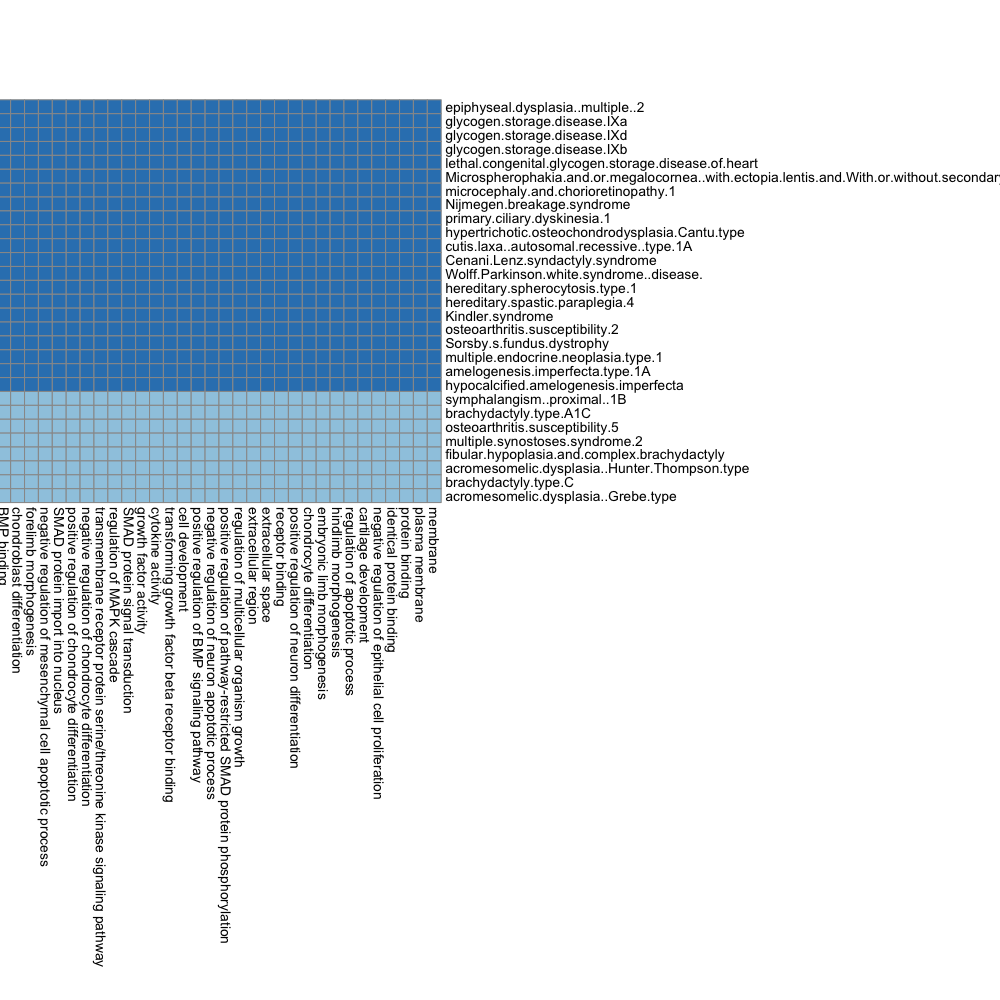 epiphyseal.dysplasia..multiple..2
glycogen.storage.disease.IXa
glycogen.storage.disease.IXd
glycogen.storage.disease.IXb
lethal.congenital.glycogen.storage.disease.of.heart
Microspherophakia.and.or.megalocornea..with.ectopia.lentis.and.With.or.without.secondary
microcephaly.and.chorioretinopathy.1
Nijmegen.breakage.syndrome
primary.ciliary.dyskinesia.1
hypertrichotic.osteochondrodysplasia.Cantu.type
cutis.laxa..autosomal.recessive..type.1A
Cenani.Lenz.syndactyly.syndrome
Wolff.Parkinson.white.syndrome..disease.
hereditary.spherocytosis.type.1
hereditary.spastic.paraplegia.4
Kindler.syndrome
osteoarthritis.susceptibility.2
Sorsby.s.fundus.dystrophy
multiple.endocrine.neoplasia.type.1
amelogenesis.imperfecta.type.1A
hypocalcified.amelogenesis.imperfecta
symphalangism..proximal..1B
brachydactyly.type.A1C
osteoarthritis.susceptibility.5
multiple.synostoses.syndrome.2
fibular.hypoplasia.and.complex.brachydactyly
acromesomelic.dysplasia..Hunter.Thompson.type
brachydactyly.type.C
acromesomelic.dysplasia..Grebe.type
BMP binding
chondroblast differentiation
forelimb morphogenesis
negative regulation of mesenchymal cell apoptotic process
SMAD protein import into nucleus
positive regulation of chondrocyte differentiation
negative regulation of chondrocyte differentiation
transmembrane receptor protein serine/threonine kinase signaling pathway
regulation of MAPK cascade
SMAD protein signal transduction
growth factor activity
cytokine activity
transforming growth factor beta receptor binding
cell development
positive regulation of BMP signaling pathway
negative regulation of neuron apoptotic process
positive regulation of pathway-restricted SMAD protein phosphorylation
regulation of multicellular organism growth
extracellular region
extracellular space
receptor binding
positive regulation of neuron differentiation
chondrocyte differentiation
embryonic limb morphogenesis
hindlimb morphogenesis
regulation of apoptotic process
cartilage development
negative regulation of epithelial cell proliferation
identical protein binding
protein binding
plasma membrane
membrane